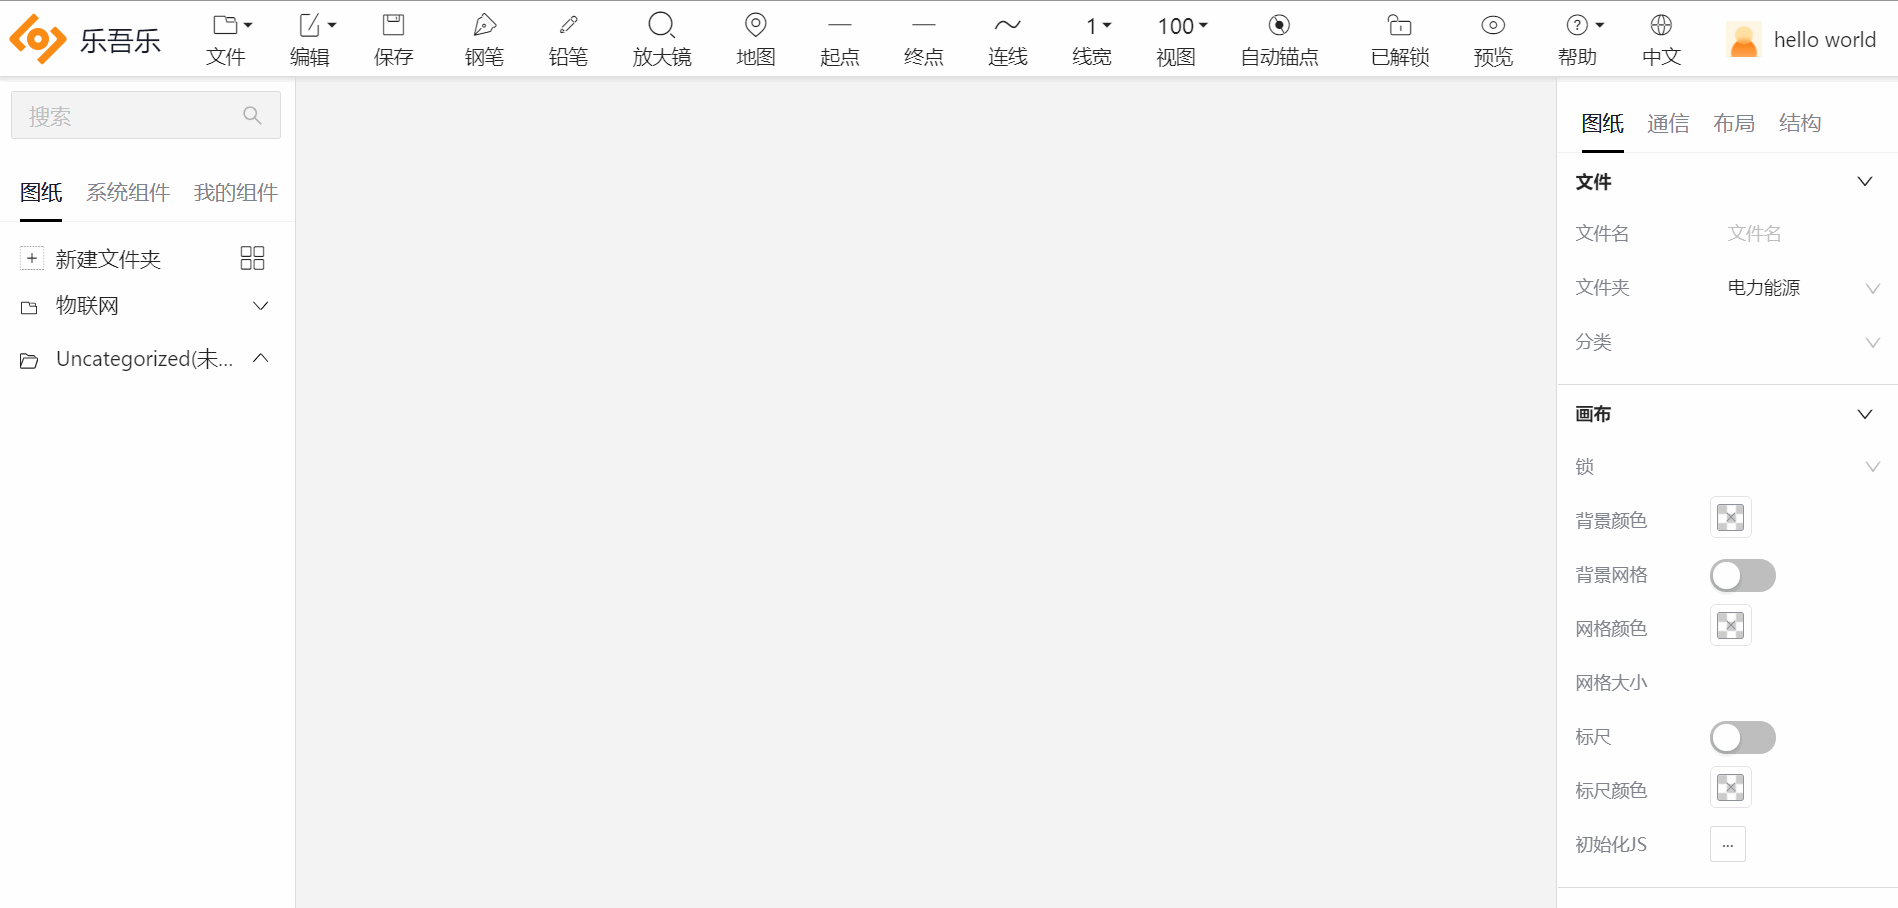 乐吾乐
文件
编辑
保存
钢笔
铅笔
放大镜
地图
起点
终点
连线
1
线宽
100
视图
自动锚点
已解锁
预览
帮助
中文
hello world
搜索
图纸 系统组件 我的组件
新建文件夹
物联网
Uncategorized(未...
图纸 通信 布局 结构
文件
文件名 文件名
文件夹 电力能源
分类
画布
锁
背景颜色
背景网格
网格颜色
网格大小
标尺
标尺颜色
初始化JS ...